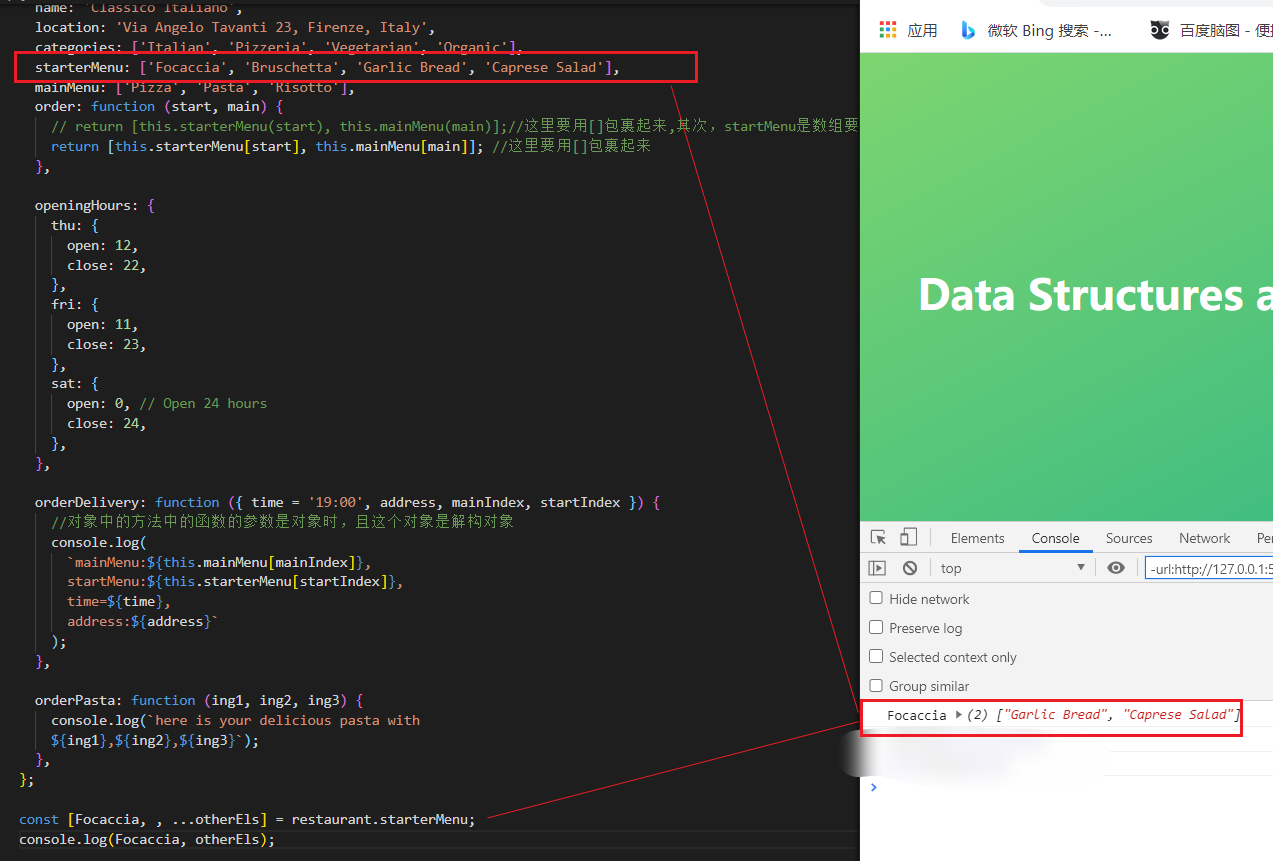 name: 'Classico Italiano',
location: 'Via Angelo Tavanti 23, Firenze, Italy',
categories: ['Italian', 'Pizzeria', 'Vegetarian', 'Organic'],
starterMenu: ['Focaccia', 'Bruschetta', 'Garlic Bread', 'Caprese Salad'],
mainMenu: ['Pizza', 'Pasta', 'Risotto'],
order: function (start, main) {
// return [this.starterMenu(start), this.mainMenu(main)];//这里要用[]包裹起来,其次，startMenu是数组要
return [this.starterMenu[start], this.mainMenu[main]]; //这里要用[]包裹起来
},
openingHours: {
thu: {
open: 12,
close: 22,
},
fri: {
open: 11,
close: 23,
},
sat: {
open: 0, // Open 24 hours
close: 24,
},
},
orderDelivery: function ({ time = '19:00', address, mainIndex, startIndex }) {
//对象中的方法中的函数的参数是对象时，且这个对象是解构对象
console.log(
`mainMenu:${this.mainMenu[mainIndex]},
startMenu:${this.starterMenu[startIndex]},
time=${time},
address:${address}`
);
},
orderPasta: function (ing1, ing2, ing3) {
console.log(`here is your delicious pasta with
${ing1},${ing2},${ing3}`);
},
};
const [Focaccia, , ...otherEls] = restaurant.starterMenu;
console.log(Focaccia, otherEls);
应用 微软 Bing 搜索 -... 百度脑图 - 便
Data Structures a
Elements Console Sources Network Pe
top -url:http://127.0.0.1:5
Hide network
Preserve log
Selected context only
Group similar
Focaccia ▶ (2) ["Garlic Bread", "Caprese Salad"]